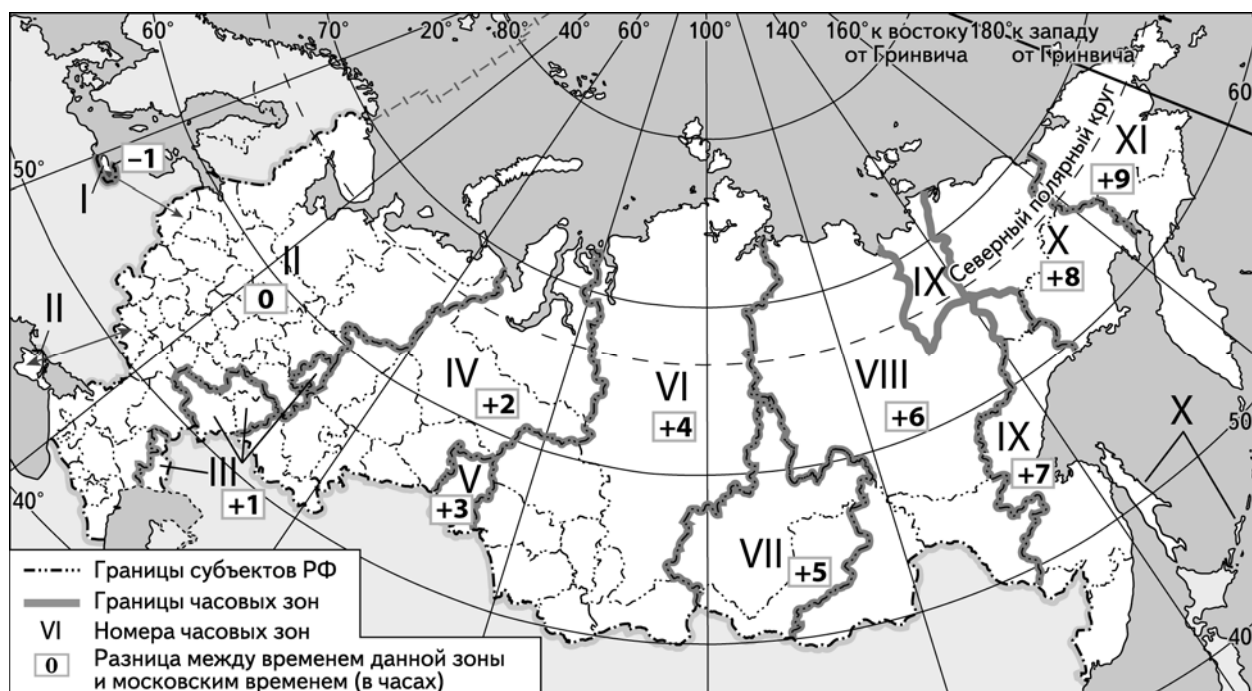 60° 70° 20° 80° 40° 100° 140° 160° к востоку 180° к западу
от Гринвича от Гринвича
60
50°
–1
I
II
0
II
40°
III
+1
IV
+2
V
+3
VI
+4
VII
+5
VIII
+6
IX
IX
+7
Северный полярный круг
X
+8
XI
+9
X
50
40
Границы субъектов РФ
Границы часовых зон
VI Номера часовых зон
0 Разница между временем данной зоны
и московским временем (в часах)